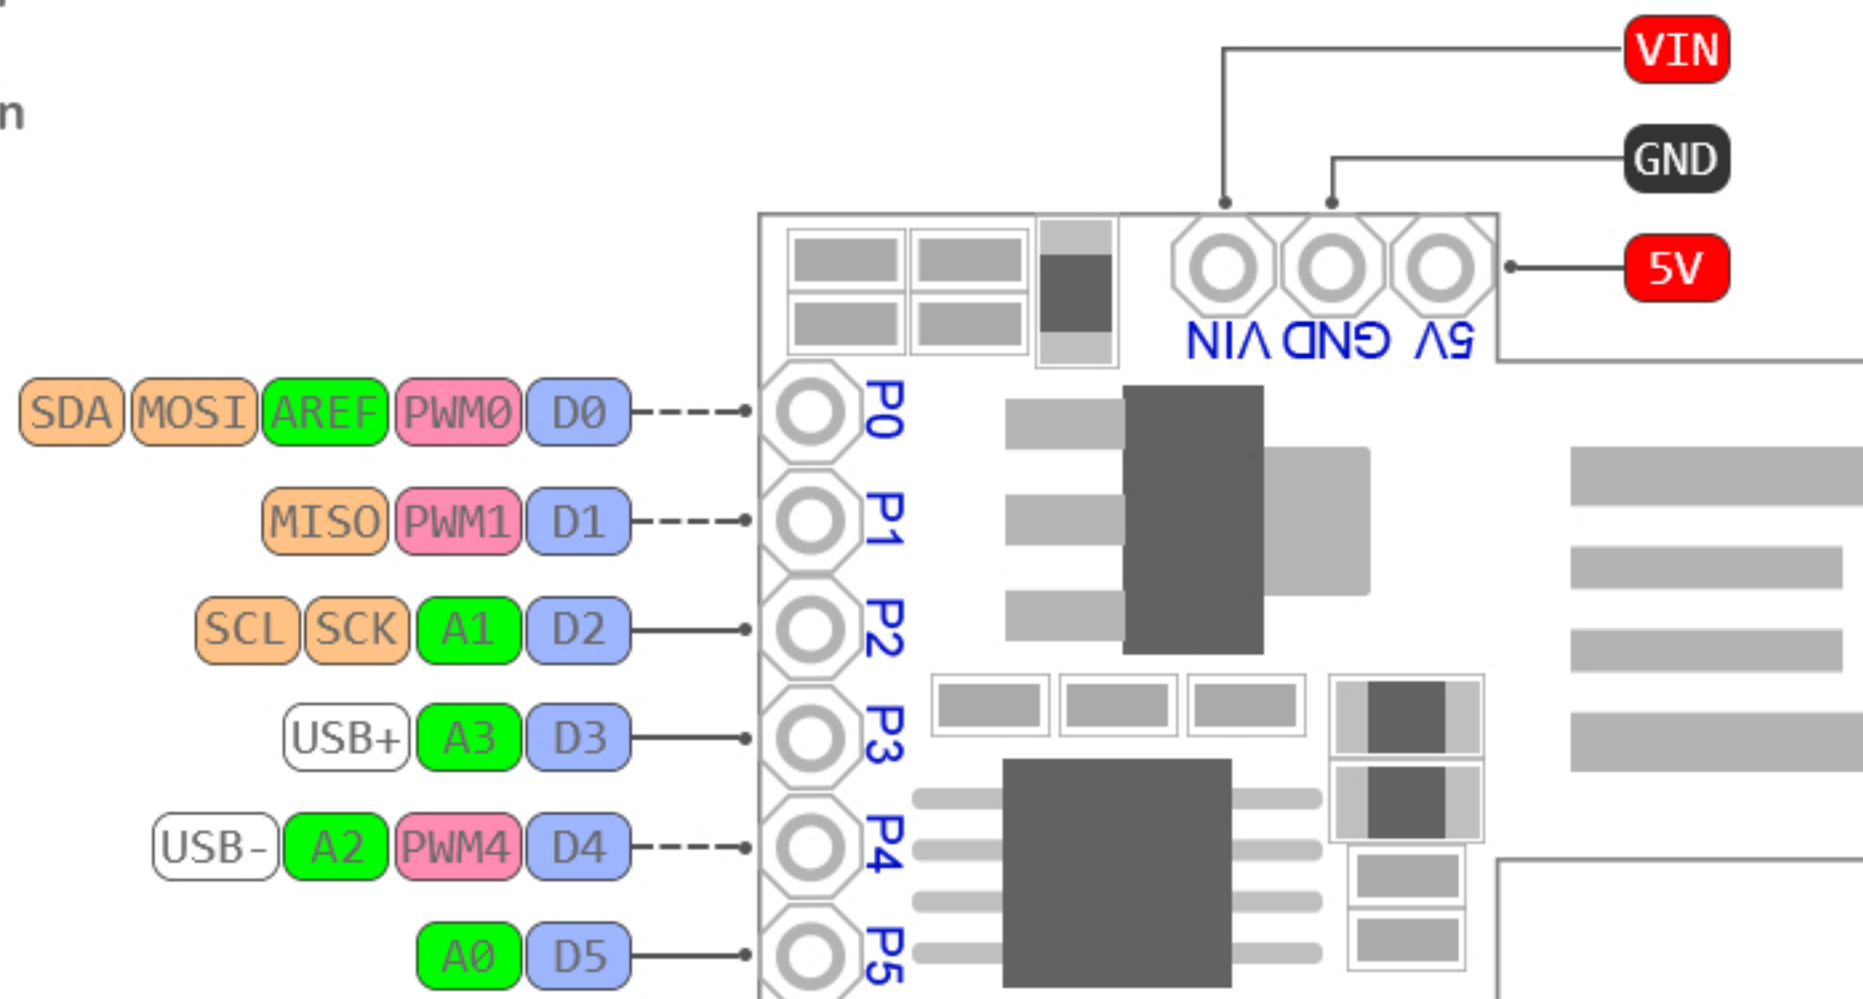 n
VIN
GND
5V
VIN GND 5V
SDA MOSI AREF PWM0 D0 P0
MISO PWM1 D1 P1
SCL SCK A1 D2 P2
USB+ A3 D3 P3
USB- A2 PWM4 D4 P4
A0 D5 P5